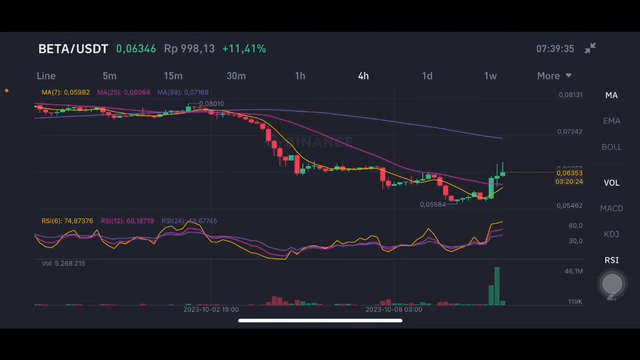 BETA/USDT 0,06346 Rp 998,13 +11,41% 07:39:35
Line 5m 15m 30m 1h 4h 1d 1w More
MA(7): 0,05982 MA(25): 0,06064 MA(99): 0,07168
0,08131
MA
0,08010
EMA
0,07242
BINANCE
BOLL
0,06353
03:20:24
VOL
0,05584
0,05462
MACD
RSI(6): 74,87376 RSI(12): 60,18719 RSI(24):
60,0
KDJ
30,0
RSI
Vol: 5.268.215
46,1M
119K
2023-10-02 19:00 2023-10-08 03:00